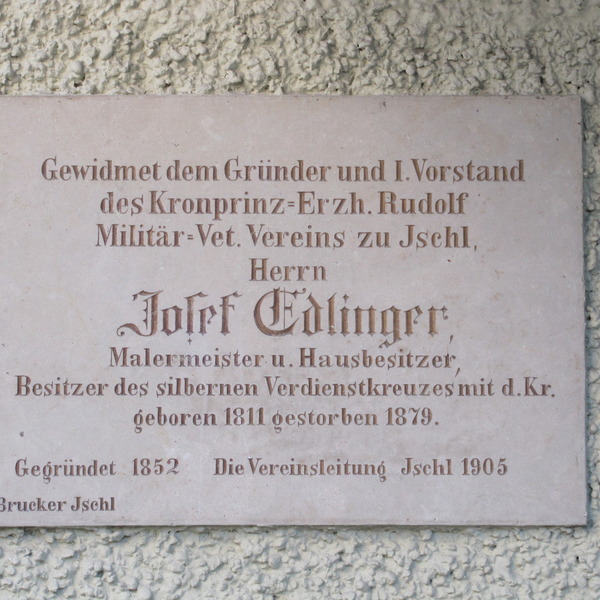 Gewidmet dem Gründer und I. Vorstand
des Kronprinz=Erzh. Rudolf
Militär=Vet. Vereins zu Jschl,
Herrn
Josef Edlinger,
Malermeister u. Hausbesitzer,
Besitzer des silbernen Verdienstkreuzes mit d. Kr.
geboren 1811 gestorben 1879.
Gegründet 1852 Die Vereinsleitung Jschl 1905
Brucker Jschl